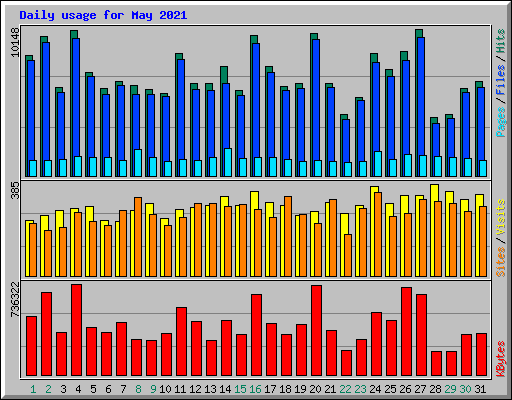 Daily usage for May 2021
10148
Pages/Files/Hits
385
Sites/Visits
736322
KBytes
1 2 3 4 5 6 7 8 9 10 11 12 13 14 15 16 17 18 19 20 21 22 23 24 25 26 27 28 29 30 31